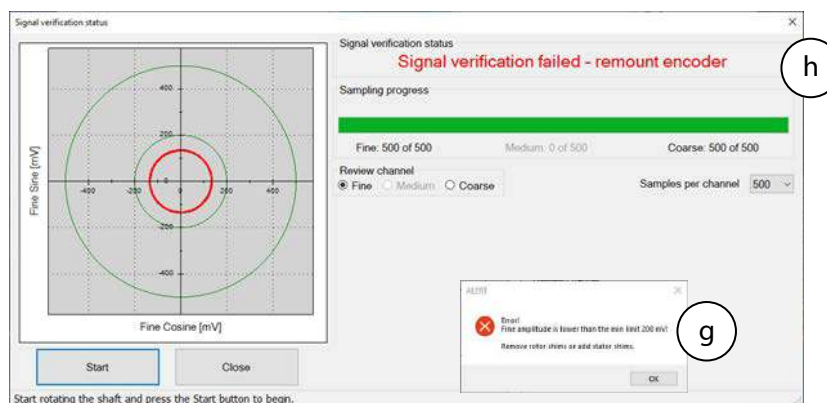 Signal verification status
Signal verification status
Signal verification failed - remount encoder
h
Sampling progress
Fine: 500 of 500 Medium: 0 of 500 Coarse: 500 of 500
Review channel
Fine Medium Coarse
Samples per channel 500
400
200
-400 -200 0 200 400
0
-200
-400
Fine Sine [mV]
Fine Cosine [mV]
ALERT
Error!
Fine amplitude is lower than the min limit 200 mV!
Remove rotor shims or add stator shims.
g
OK
Start Close
Start rotating the shaft and press the Start button to begin.